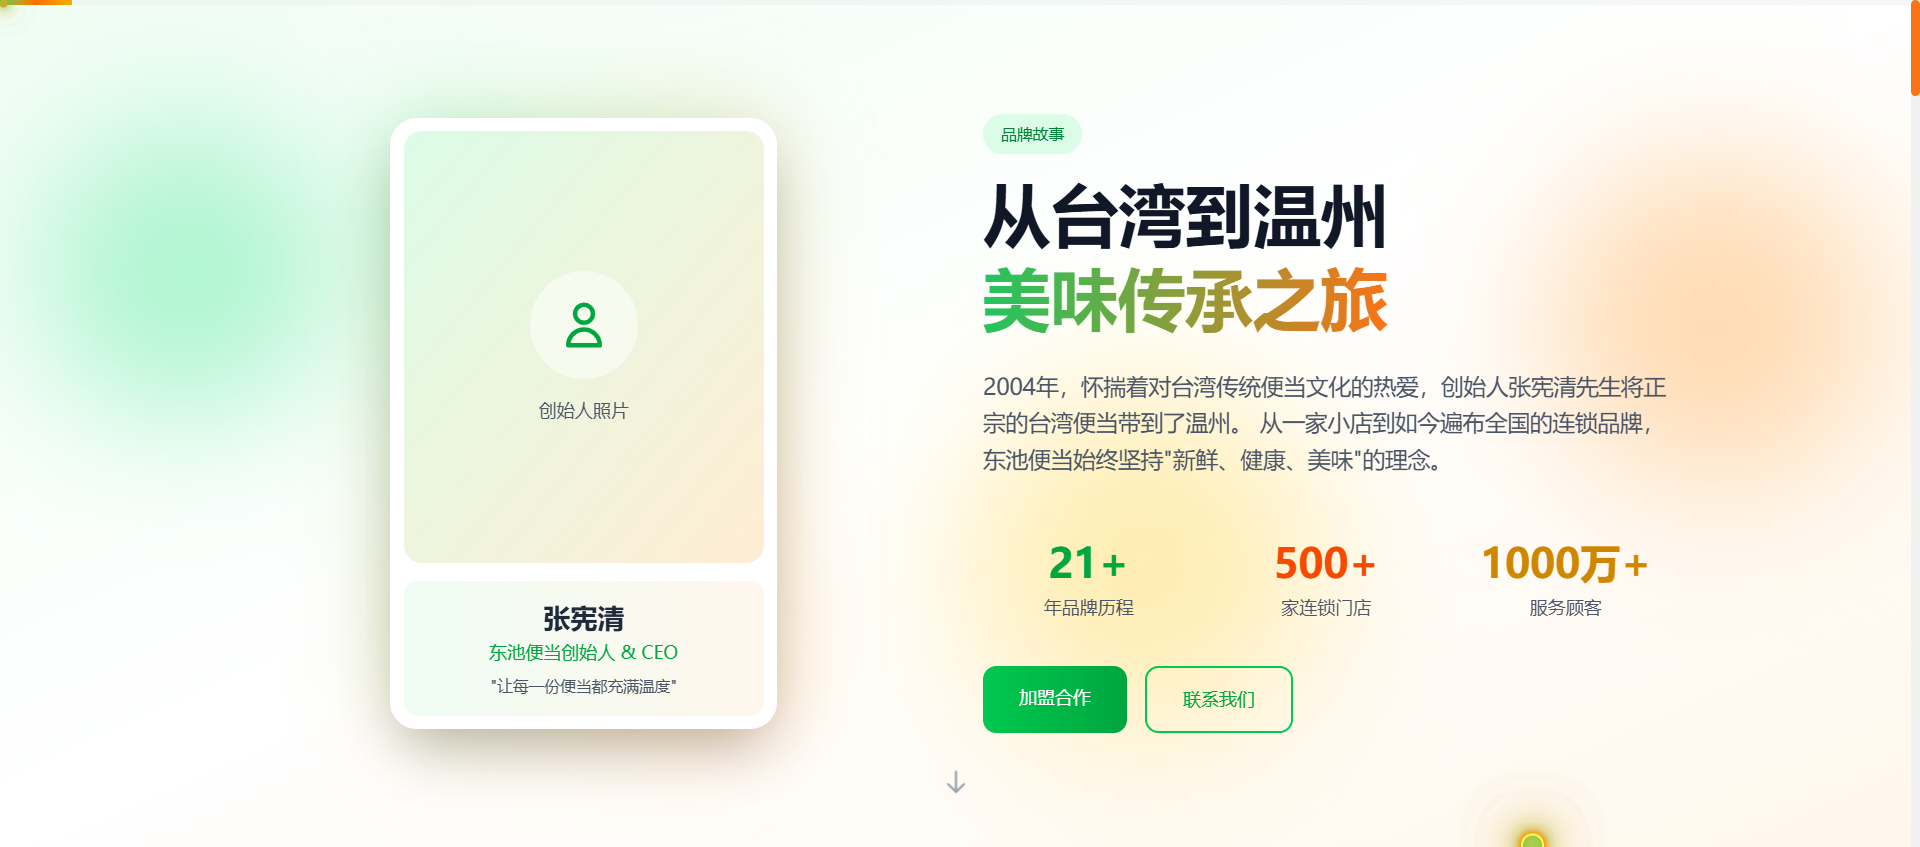 创始人照片
张宪清
东池便当创始人 & CEO
"让每一份便当都充满温度"
品牌故事
从台湾到温州
美味传承之旅
2004年，怀揣着对台湾传统便当文化的热爱，创始人张宪清先生将正
宗的台湾便当带到了温州。 从一家小店到如今遍布全国的连锁品牌，
东池便当始终坚持"新鲜、健康、美味"的理念。
21+
年品牌历程
500+
家连锁门店
1000万+
服务顾客
加盟合作
联系我们